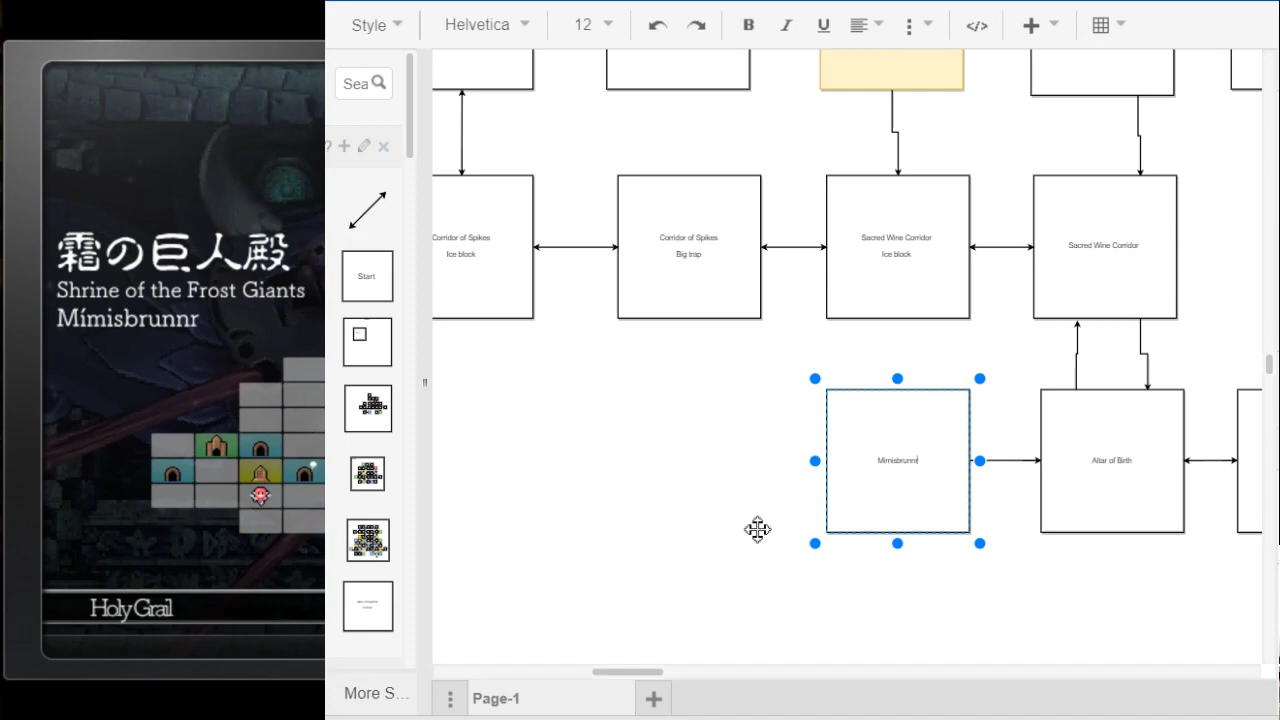 Style
Helvetica
12
B I U
</>
Sea
?
Start
霜の巨人殿
Shrine of the Frost Giants
Mímisbrunnr
Holy Grail
Corridor of Spikes
Ice block
Corridor of Spikes
Big trap
Sacred Wine Corridor
Ice block
Sacred Wine Corridor
Mimisbrunnr
Altar of Birth
More S...
Page-1